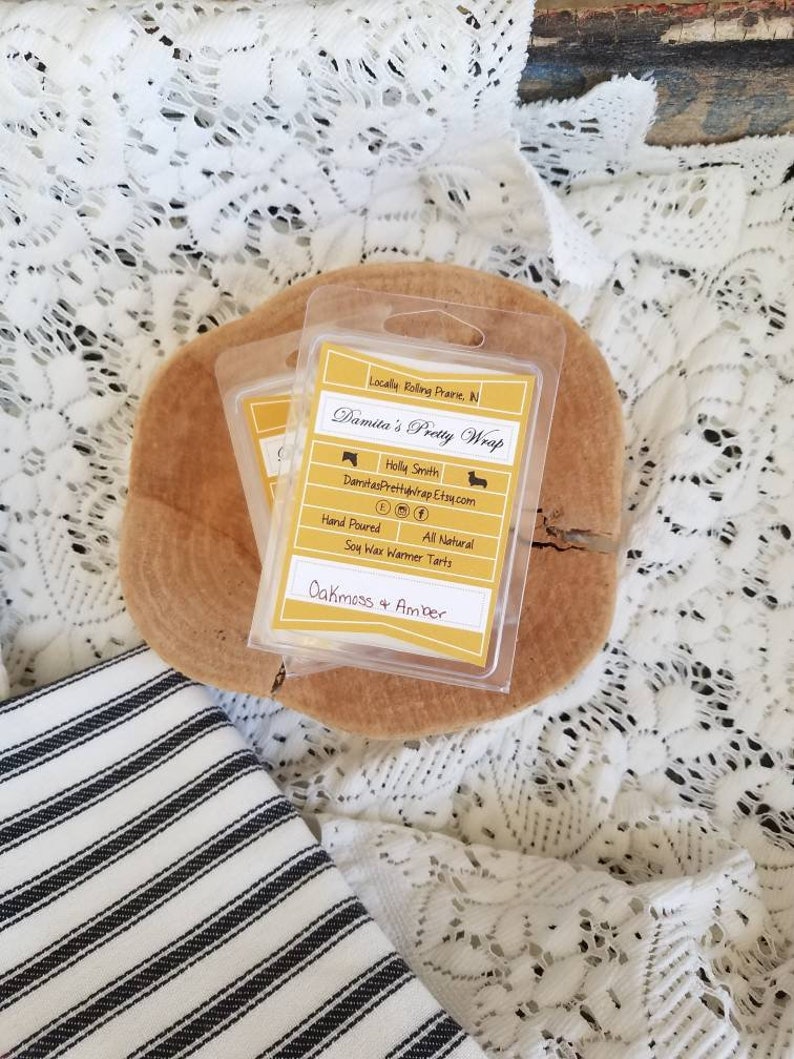 Locally: Rolling Prairie, IN
Damita's Pretty Wrap
Holly Smith
DamitasPrettyWrap.Etsy.com
E f
Hand Poured All Natural
Soy Wax Warmer Tarts
Oakmoss & Amber